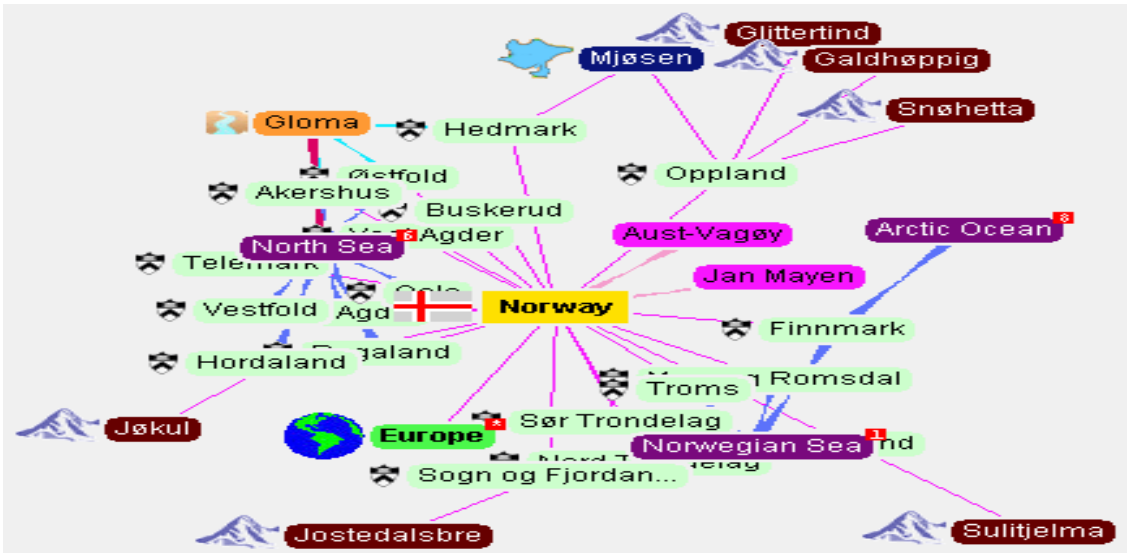 Glittertind
Mjøsen
Galdhøppig
Snøhetta
Gloma
Hedmark
Østfold
Oppland
Akershus
Buskerud
Agder
Aust-Vagøy
Arctic Ocean
8
North Sea
6
Telemark
Jan Mayen
Vestfold
Norway
Finnmark
Hordaland
Troms
Romsdal
Jøkul
Europe
*
Sør Trondelag
Norwegian Sea
1
Sogn og Fjordan...
Jostedalsbre
Sulitjelma